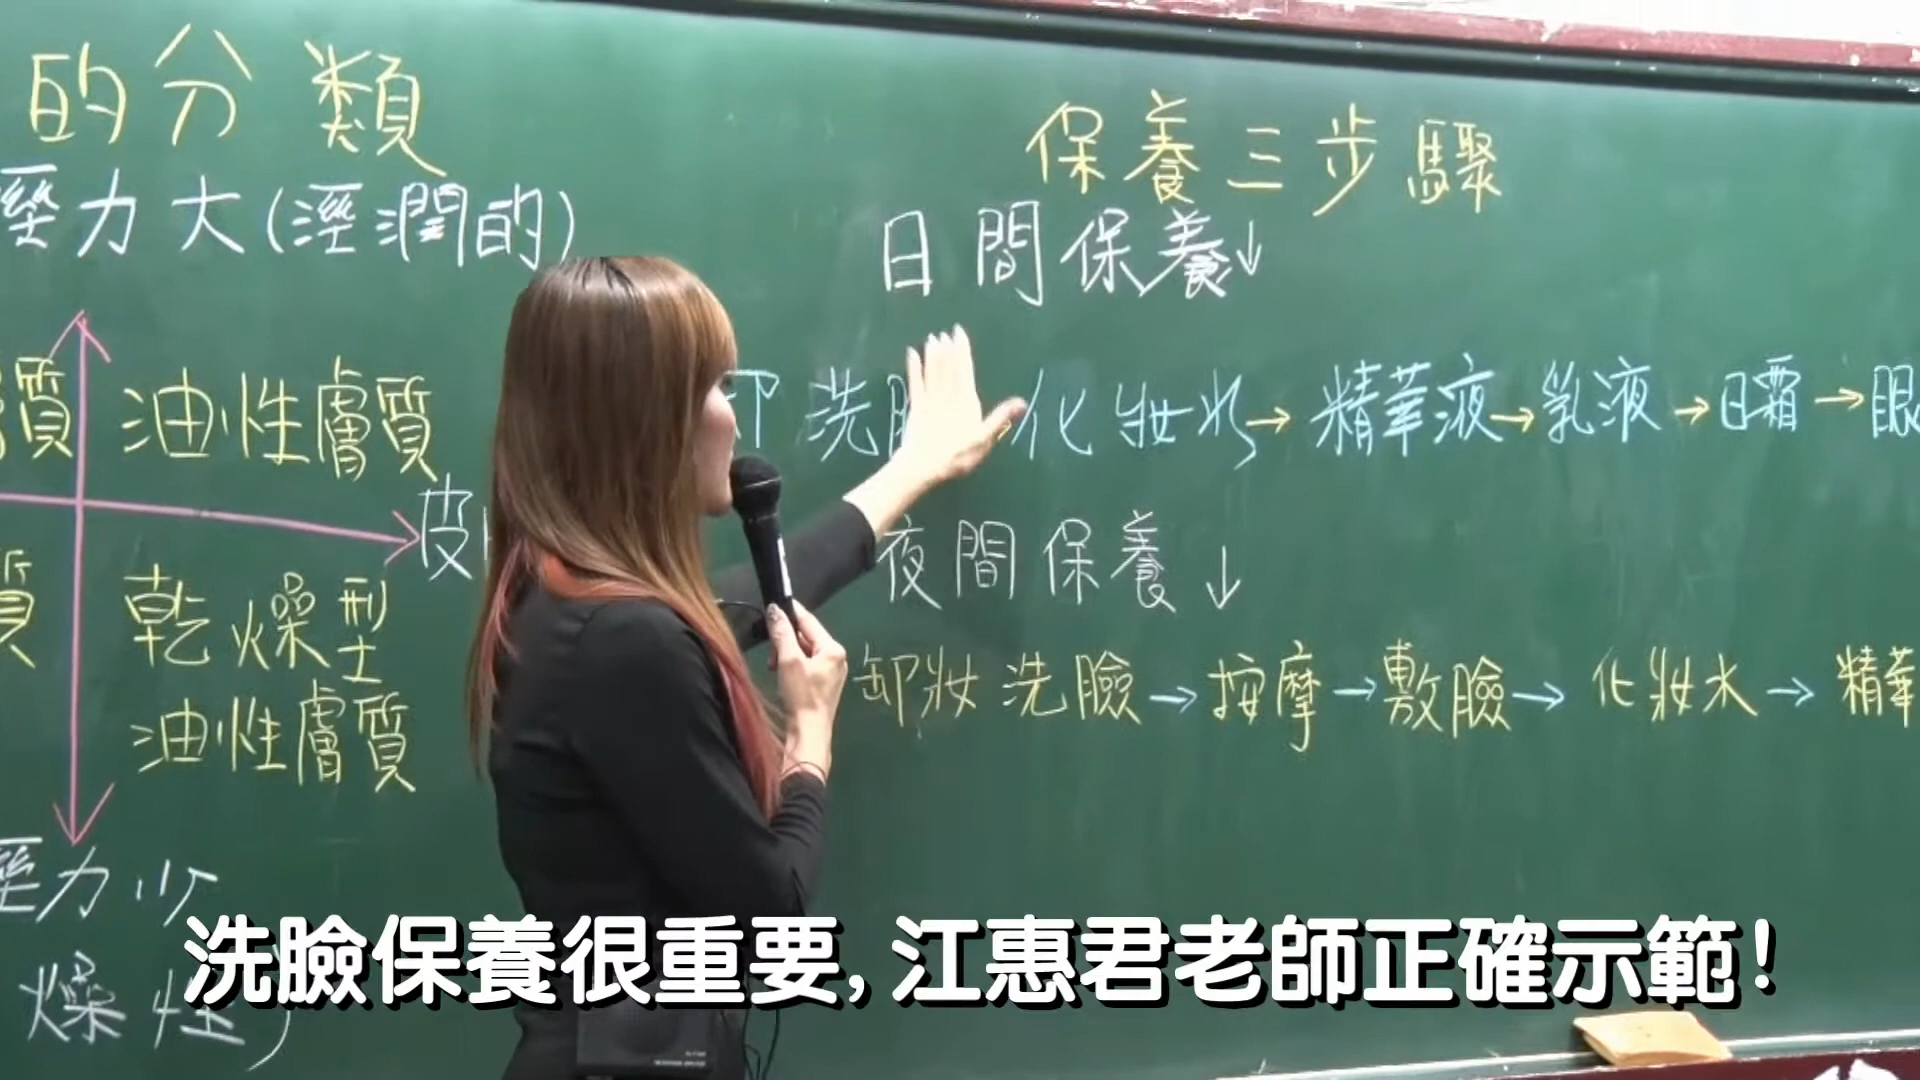 的分類
壓力大(溼潤的)
質
油性膚質
皮
質
乾燥型
油性膚質
壓力少
燥性)
保養三步驟
日間保養↓
卸 洗 化妝水→精華液→乳液→日霜→眼
夜間保養↓
卸妝洗臉→按摩→敷臉→化妝水→精華
洗臉保養很重要,江惠君老師正確示範!